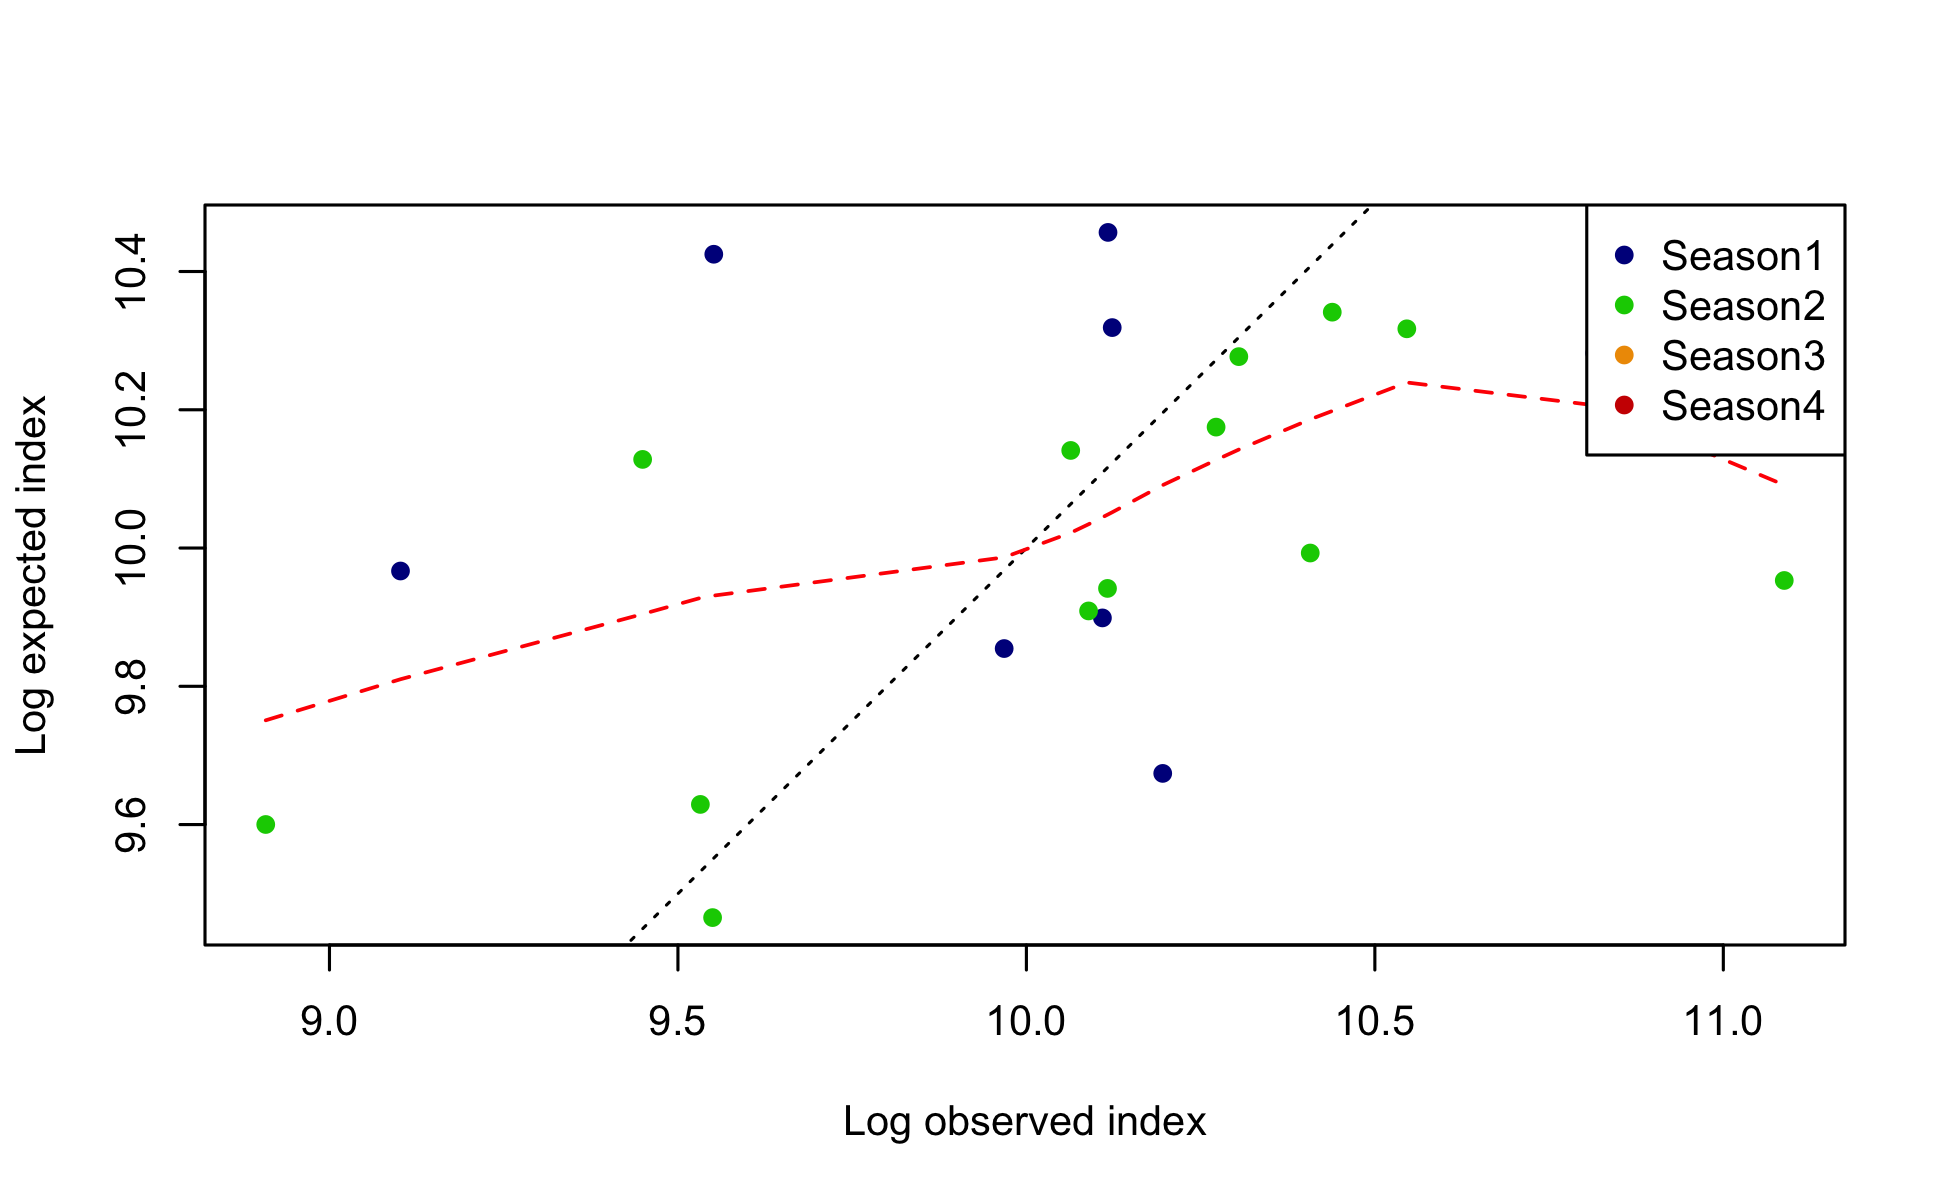 Season1
Season2
Season3
Season4
Log expected index
10.4
10.2
10.0
9.8
9.6
9.0 9.5 10.0 10.5 11.0
Log observed index